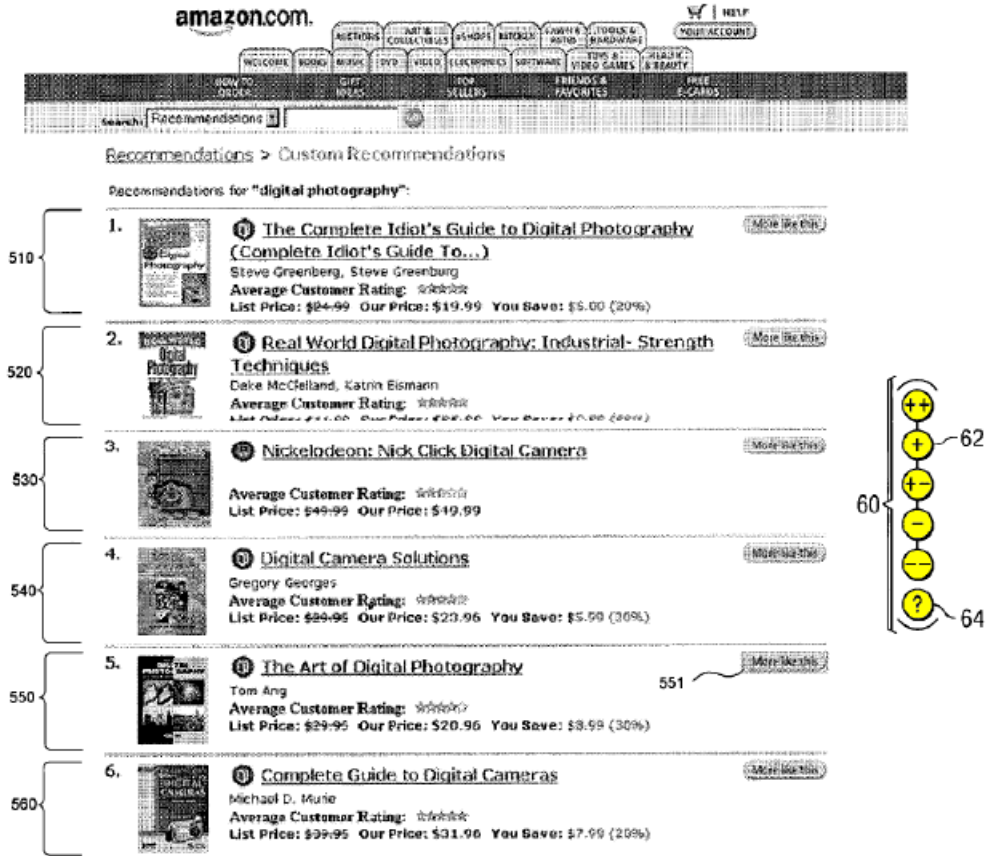 amazon.com.
HELP
YOUR ACCOUNT
AUCTIONS
ART & COLLECTIBLES
zSHOPS
KITCHEN
TOOLS & HARDWARE
WELCOME
BOOKS
MUSIC
DVD
VIDEO
ELECTRONICS
SOFTWARE
TOYS & VIDEO GAMES
HEALTH & BEAUTY
HOW TO ORDER
GIFT IDEAS
TOP SELLERS
FRIENDS & FAVORITES
FREE E-CARDS
Search: Recommendations
Recommendations > Custom Recommendations
Recommendations for "digital photography":
510
1.
The Complete Idiot's Guide to Digital Photography
(Complete Idiot's Guide To...)
More like this
Steve Greenberg, Steve Greenburg
Average Customer Rating:
List Price: $24.99 Our Price: $19.99 You Save: $5.00 (20%)
520
2.
Real World Digital Photography: Industrial- Strength
Techniques
More like this
Deke McClelland, Katrin Eismann
Average Customer Rating:
530
3.
Nickelodeon: Nick Click Digital Camera
More like this
Average Customer Rating:
List Price: $49.99 Our Price: $49.99
540
4.
Digital Camera Solutions
More like this
Gregory Georges
Average Customer Rating:
List Price: $29.95 Our Price: $23.96 You Save: $5.99 (20%)
550
5.
The Art of Digital Photography
More like this
551
Tom Ang
Average Customer Rating:
List Price: $29.95 Our Price: $20.96 You Save: $8.99 (30%)
560
6.
Complete Guide to Digital Cameras
More like this
Michael D. Murie
Average Customer Rating:
List Price: $39.95 Our Price: $31.96 You Save: $7.99 (20%)
60
++
+
62
+-
-
--
?
64